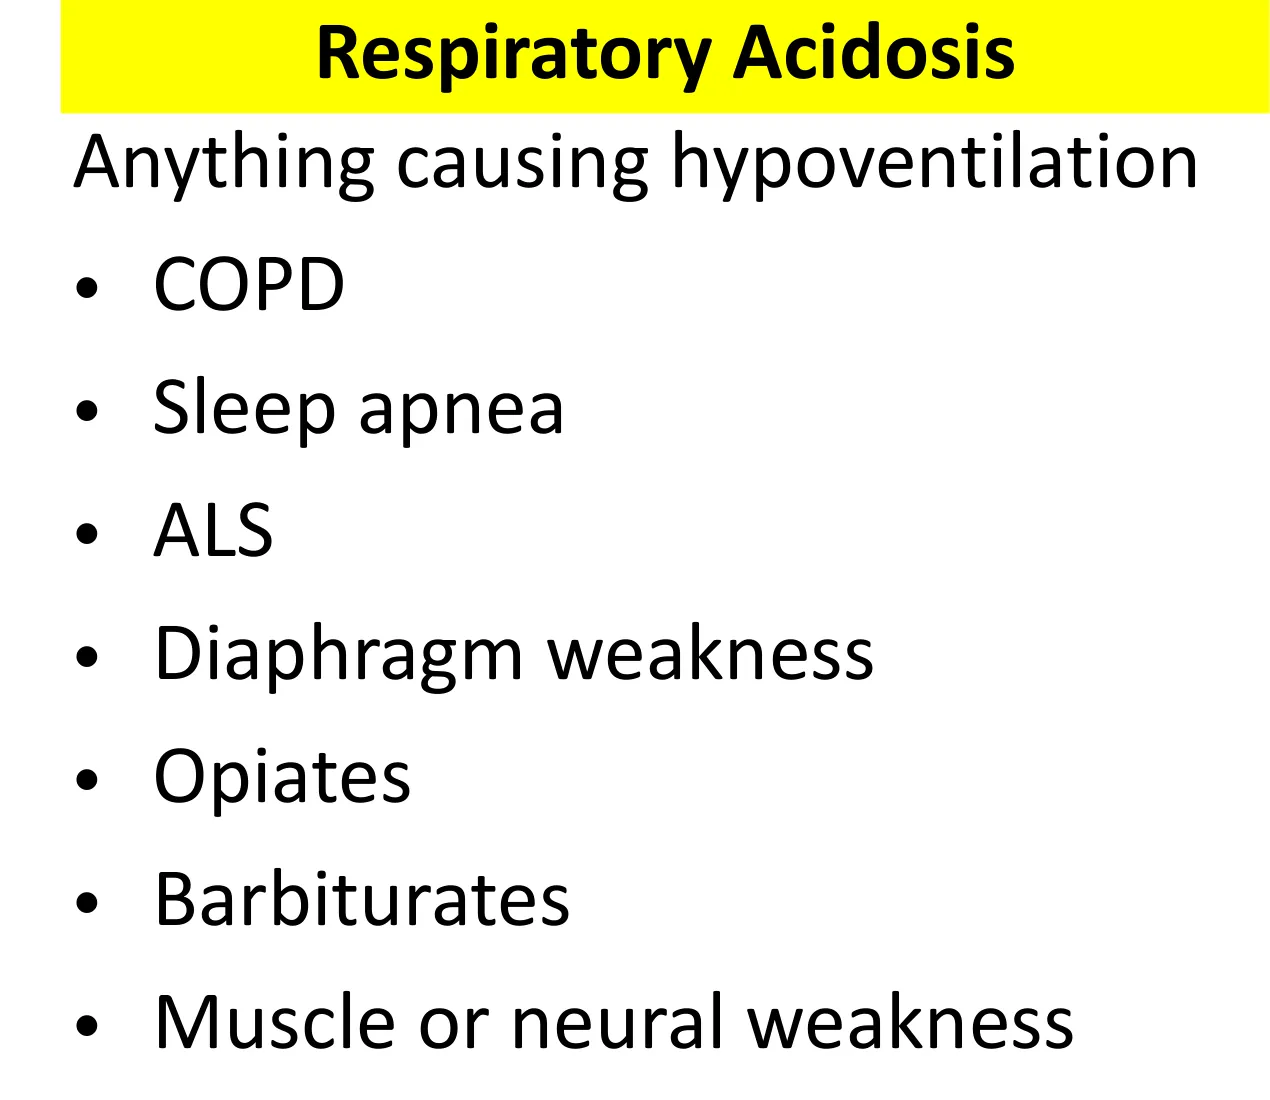 Respiratory Acidosis
Anything causing hypoventilation
• COPD
• Sleep apnea
• ALS
• Diaphragm weakness
• Opiates
• Barbiturates
• Muscle or neural weakness